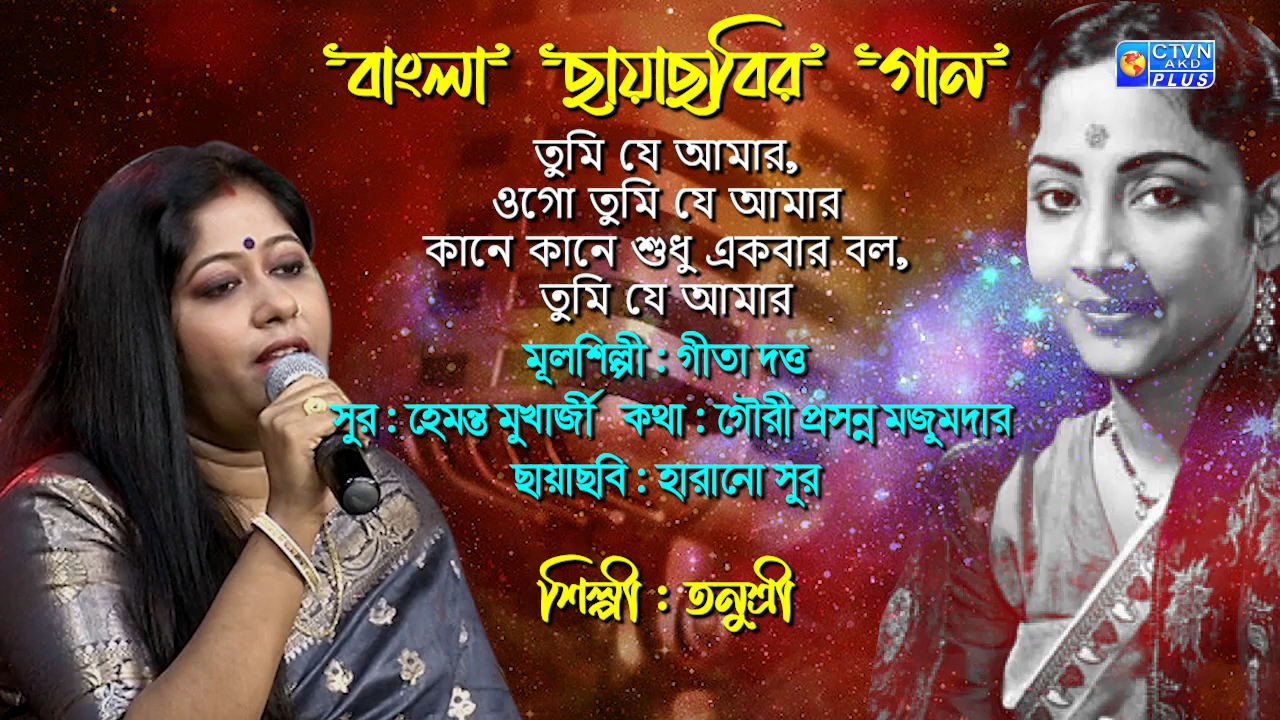 বাংলা ছায়াছবির গান
CTVN
AKD
PLUS
তুমি যে আমার,
ওগো তুমি যে আমার
কানে কানে শুধু একবার বল,
তুমি যে আমার
মূলশিল্পী : গীতা দত্ত
সুর : হেমন্ত মুখার্জী কথা : গৌরী প্রসন্ন মজুমদার
ছায়াছবি : হারানো সুর
শিল্পী : তনুশ্রী